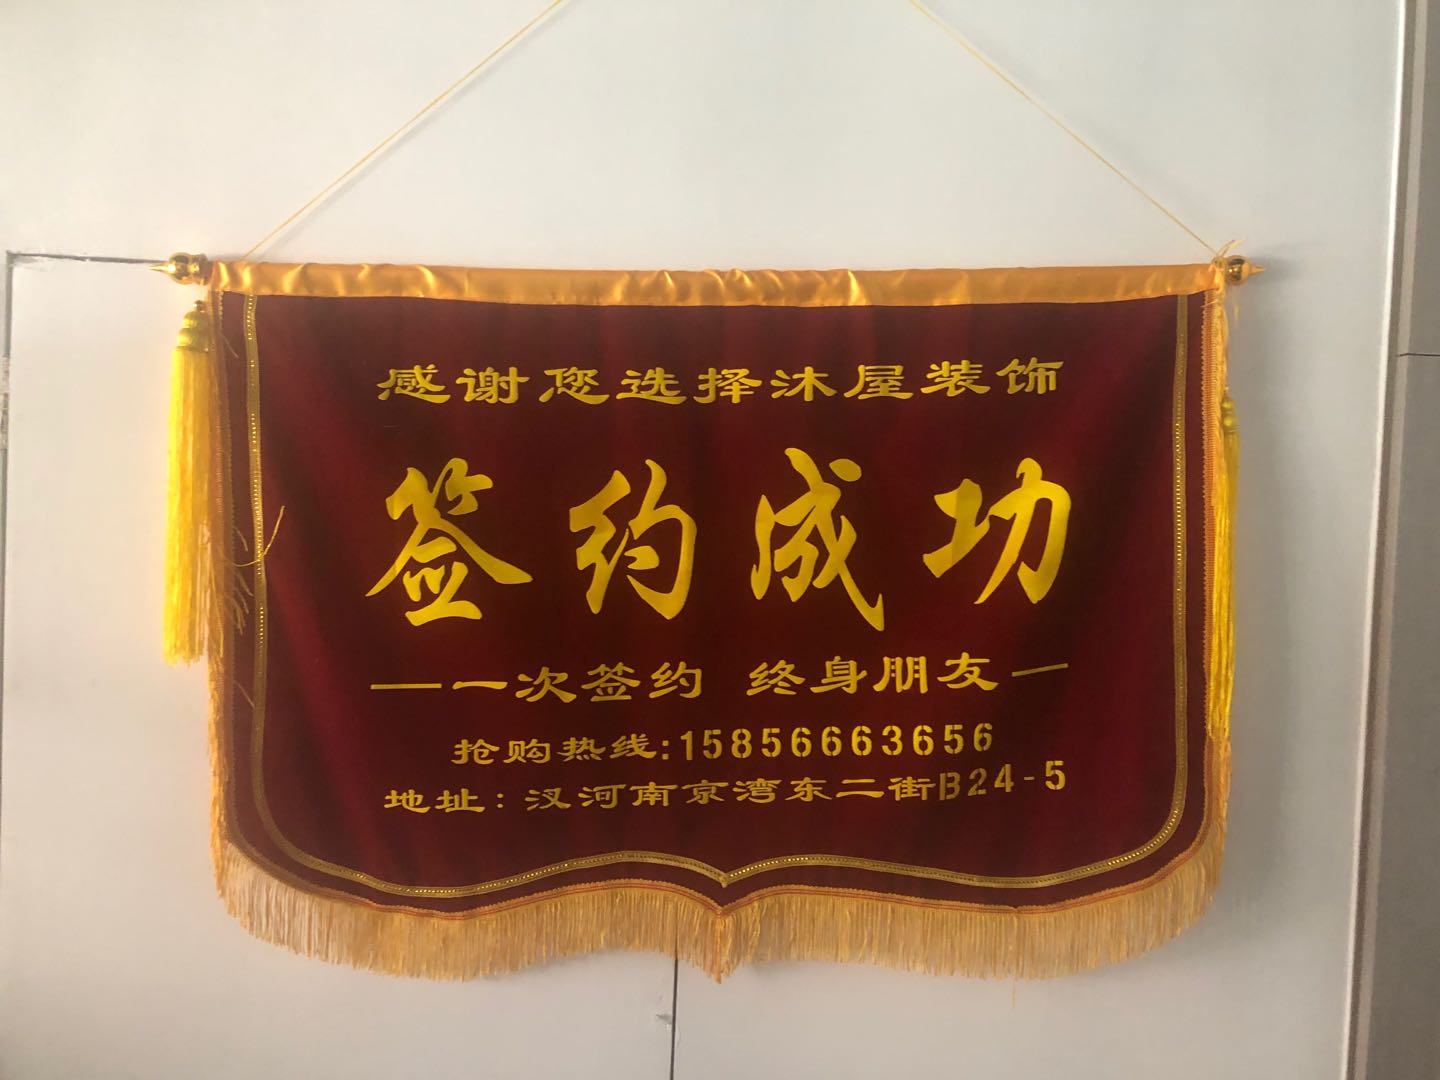 感谢您选择沐屋装饰
签约成功
—一次签约 终身朋友—
抢购热线:15856663656
地址：汊河南京湾东二街B24-5